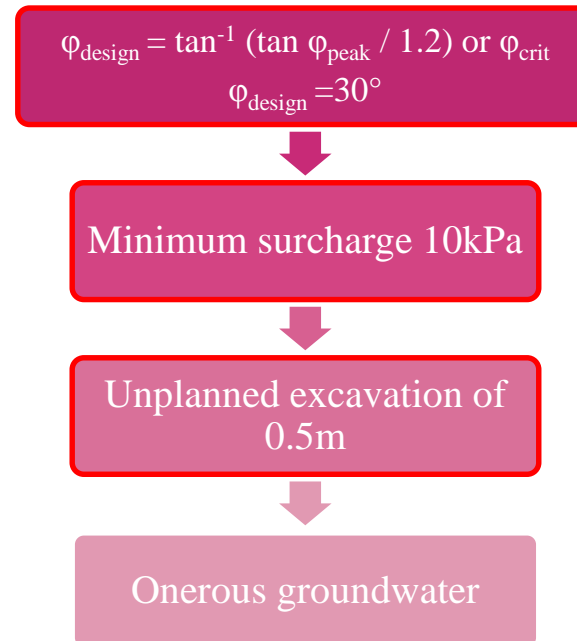 φdesign = tan-1 (tan φpeak / 1.2) or φcrit
φdesign =30°
Minimum surcharge 10kPa
Unplanned excavation of
0.5m
Onerous groundwater